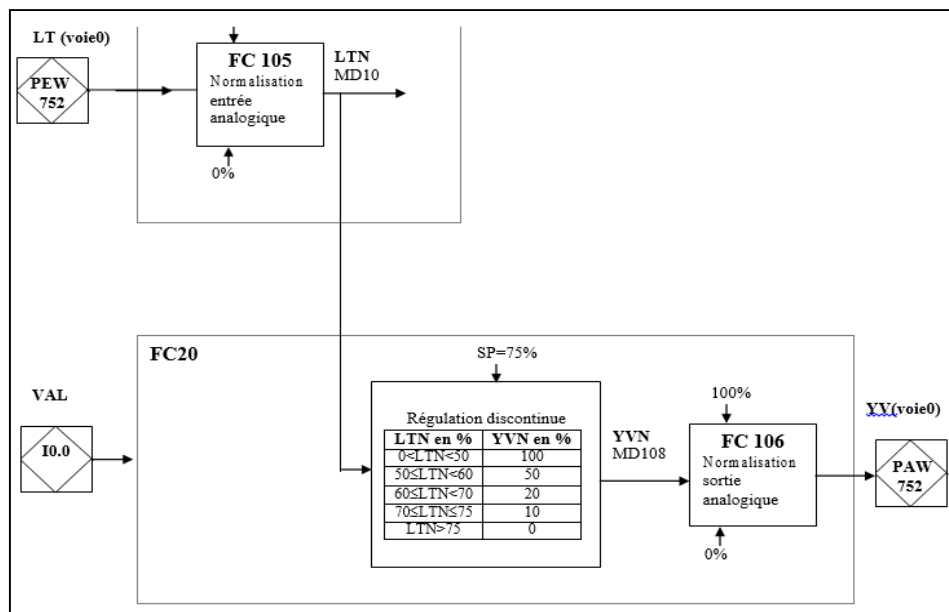 LT (voie0)
PEW
752
FC 105
Normalisation
entrée
analogique
0%
LTN
MD10
FC20
VAL
I0.0
SP=75%
Régulation discontinue
LTN en % YVN en %
0<LTN<50 100
50≤LTN<60 50
60≤LTN<70 20
70≤LTN≤75 10
LTN>75 0
YVN
MD108
100%
FC 106
Normalisation
sortie
analogique
0%
YV(voie0)
PAW
752